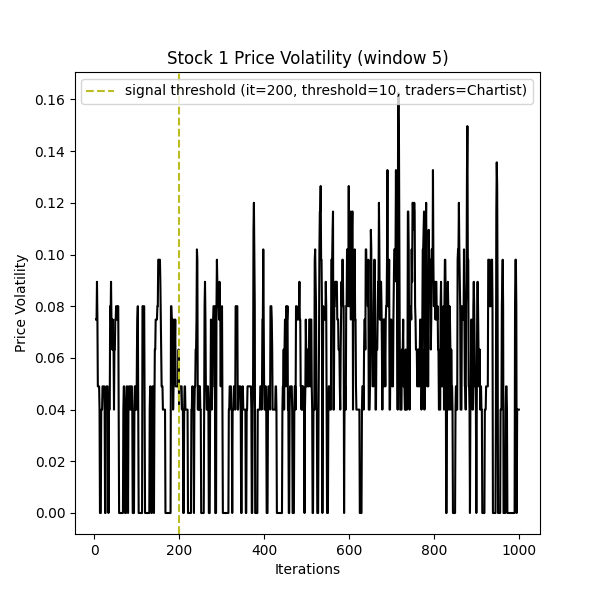 Stock 1 Price Volatility (window 5)
signal threshold (it=200, threshold=10, traders=Chartist)
0.16
0.14
0.12
0.10
0.08
0.06
0.04
0.02
0.00
Price Volatility
0 200 400 600 800 1000
Iterations